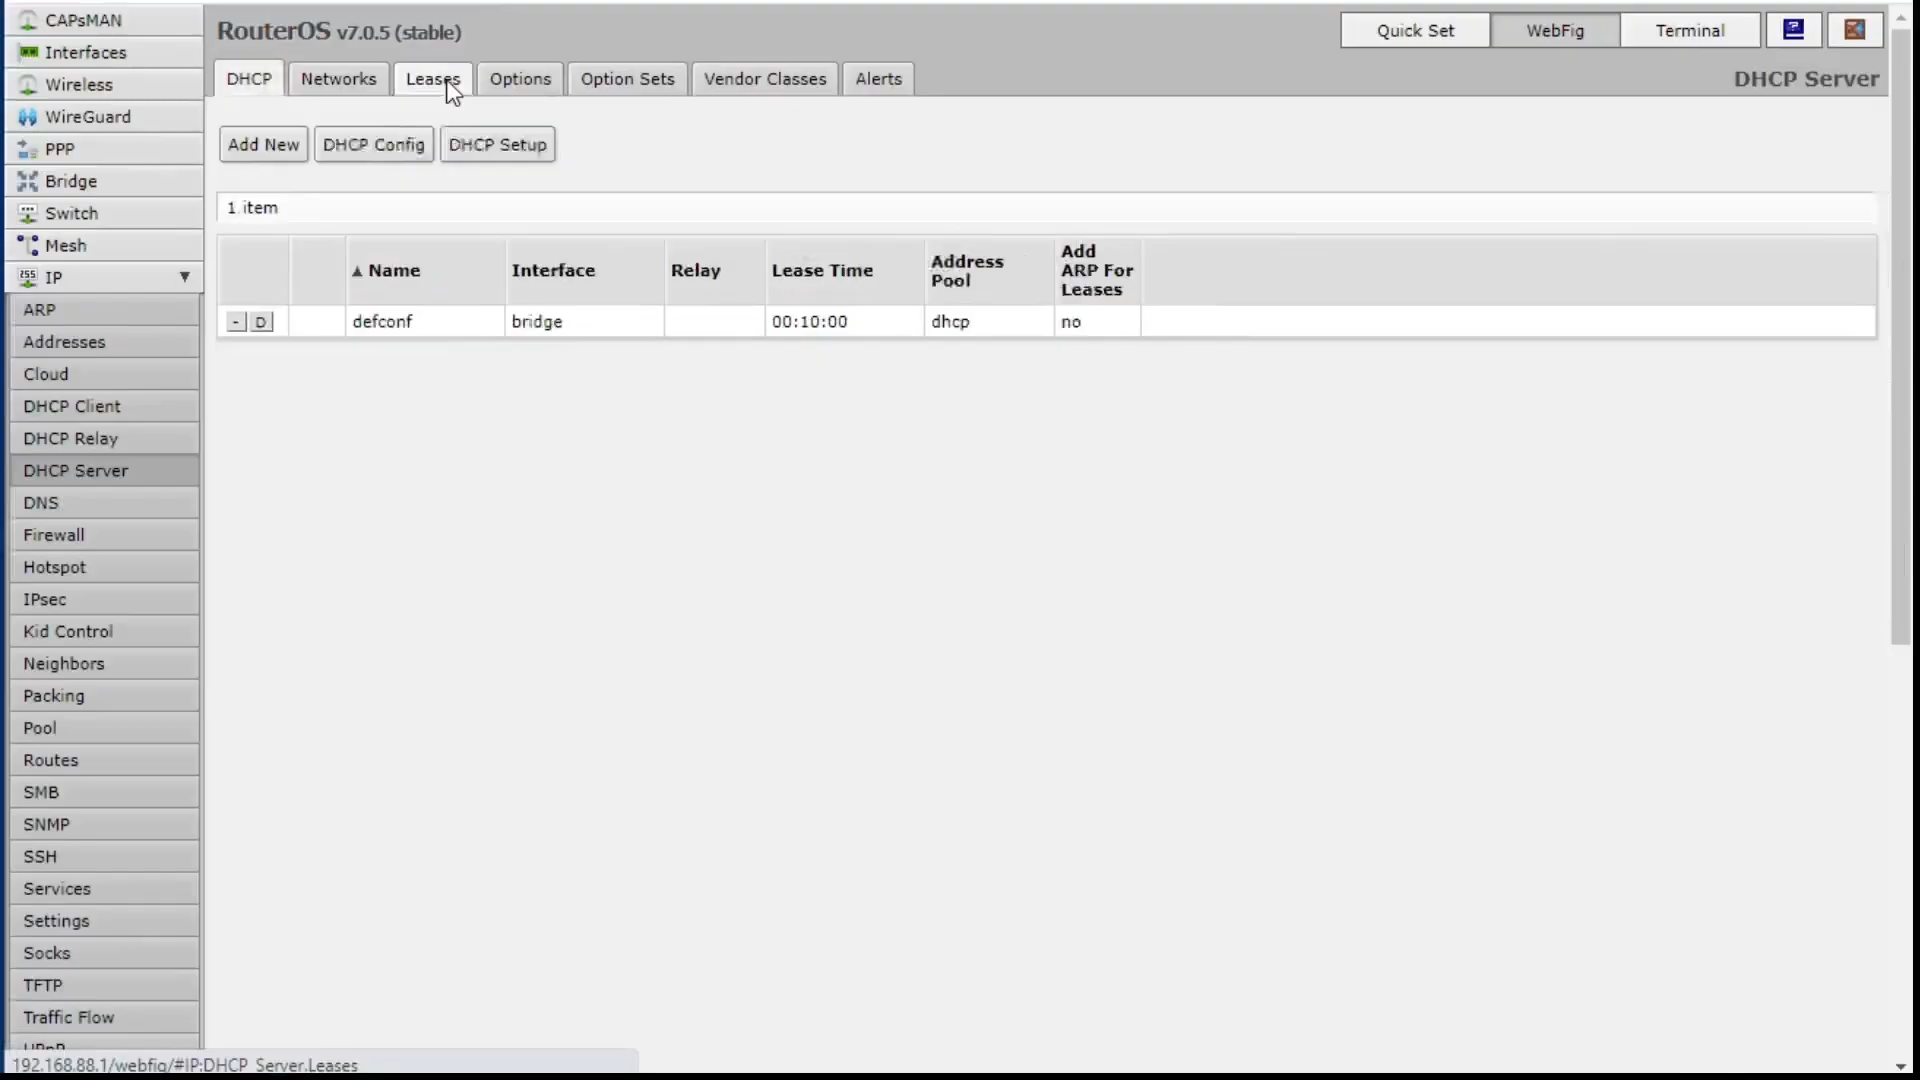 CAPsMAN
Interfaces
Wireless
WireGuard
PPP
Bridge
Switch
Mesh
IP
ARP
Addresses
Cloud
DHCP Client
DHCP Relay
DHCP Server
DNS
Firewall
Hotspot
IPsec
Kid Control
Neighbors
Packing
Pool
Routes
SMB
SNMP
SSH
Services
Settings
Socks
TFTP
Traffic Flow
RouterOS v7.0.5 (stable)
Quick Set WebFig Terminal
DHCP Networks Leases Options Option Sets Vendor Classes Alerts DHCP Server
Add New DHCP Config DHCP Setup
1 item
▲ Name Interface Relay Lease Time Address Pool Add ARP For Leases
- D defconf bridge 00:10:00 dhcp no
192.168.88.1/webfig/#IP:DHCP_Server.Leases